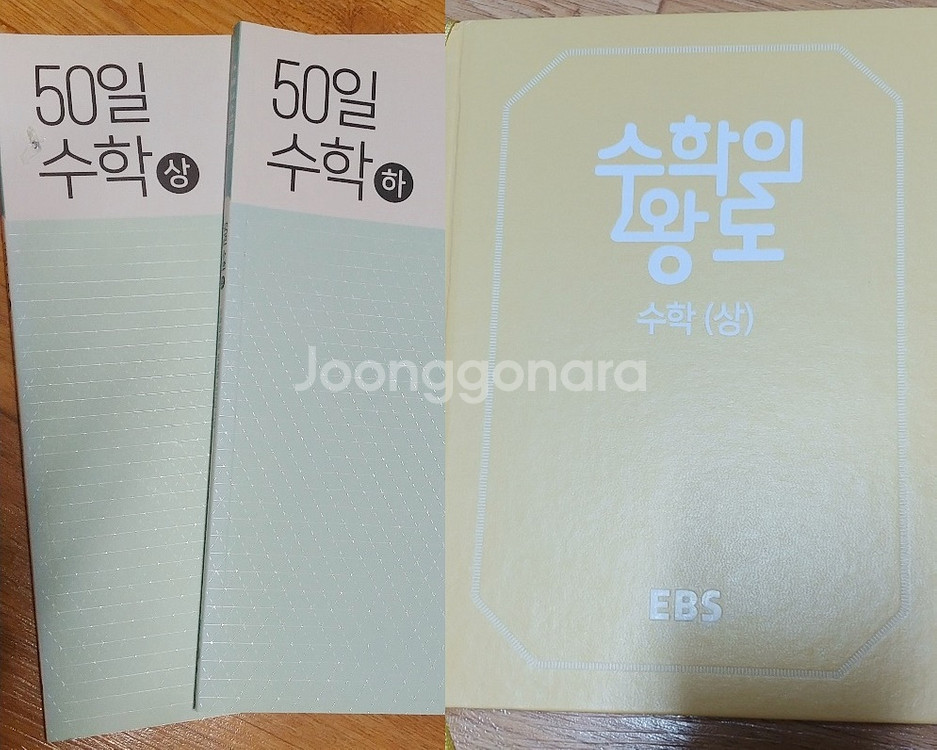 50일
수학 상
50일
수학 하
수학의
왕도
수학 (상)
EBS
Joonggonara